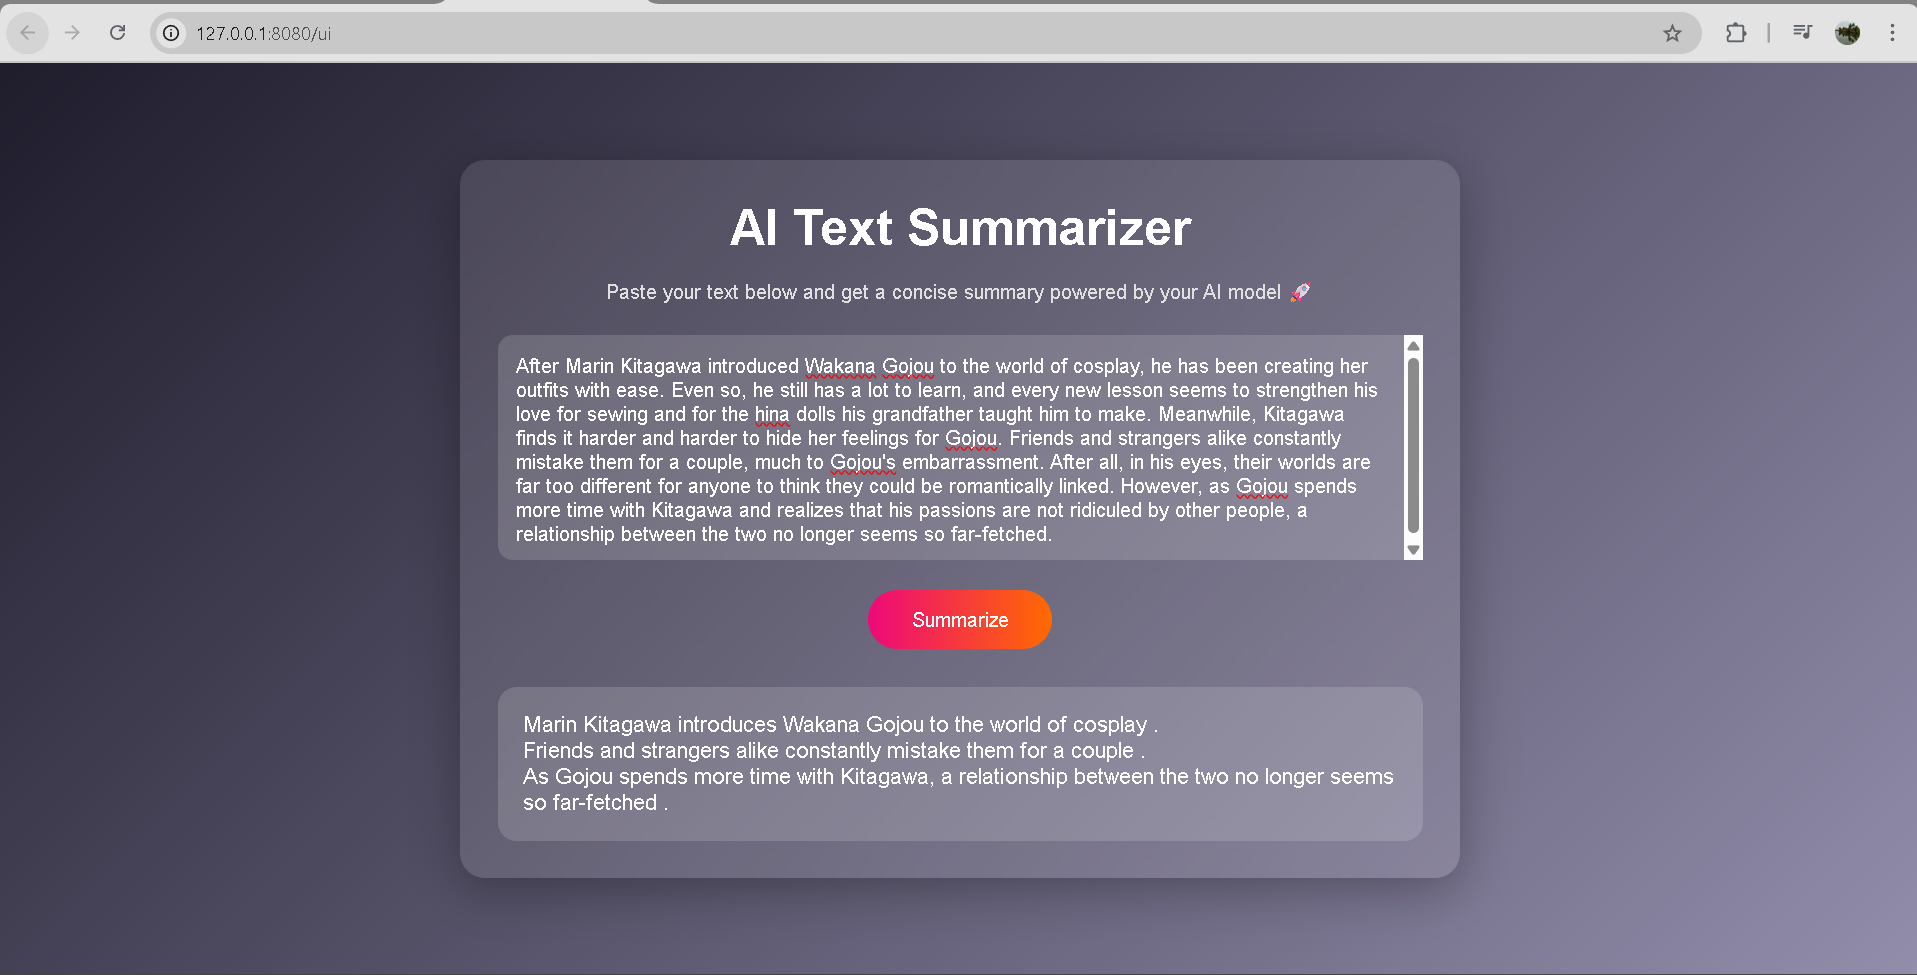 127.0.0.1:8080/ui
AI Text Summarizer
Paste your text below and get a concise summary powered by your AI model 🚀
After Marin Kitagawa introduced Wakana Gojou to the world of cosplay, he has been creating her
outfits with ease. Even so, he still has a lot to learn, and every new lesson seems to strengthen his
love for sewing and for the hina dolls his grandfather taught him to make. Meanwhile, Kitagawa
finds it harder and harder to hide her feelings for Gojou. Friends and strangers alike constantly
mistake them for a couple, much to Gojou's embarrassment. After all, in his eyes, their worlds are
far too different for anyone to think they could be romantically linked. However, as Gojou spends
more time with Kitagawa and realizes that his passions are not ridiculed by other people, a
relationship between the two no longer seems so far-fetched.
Summarize
Marin Kitagawa introduces Wakana Gojou to the world of cosplay .
Friends and strangers alike constantly mistake them for a couple .
As Gojou spends more time with Kitagawa, a relationship between the two no longer seems
so far-fetched .